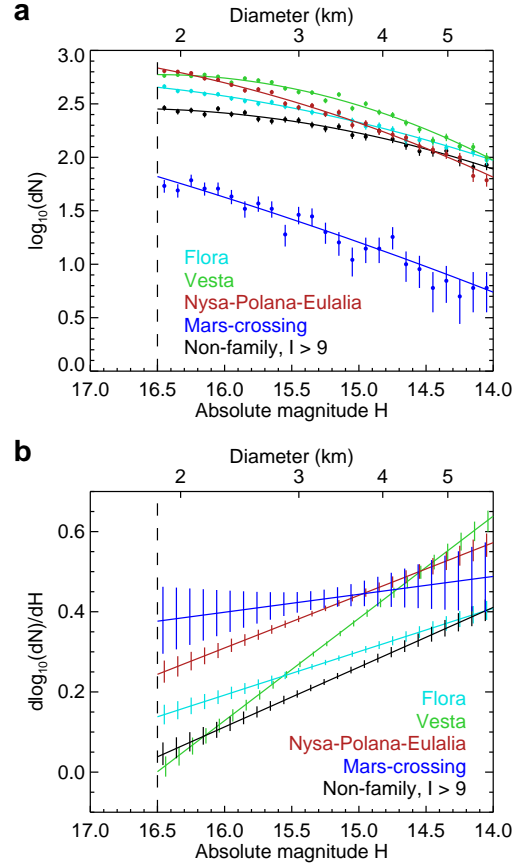 a
Diameter (km)
2 3 4 5
3.0
2.5
2.0
1.5
1.0
0.5
0.0
log10(dN)
Flora
Vesta
Nysa-Polana-Eulalia
Mars-crossing
Non-family, I > 9
17.0 16.5 16.0 15.5 15.0 14.5 14.0
Absolute magnitude H
b
Diameter (km)
2 3 4 5
0.6
0.4
0.2
0.0
dlog10(dN)/dH
Flora
Vesta
Nysa-Polana-Eulalia
Mars-crossing
Non-family, I > 9
17.0 16.5 16.0 15.5 15.0 14.5 14.0
Absolute magnitude H